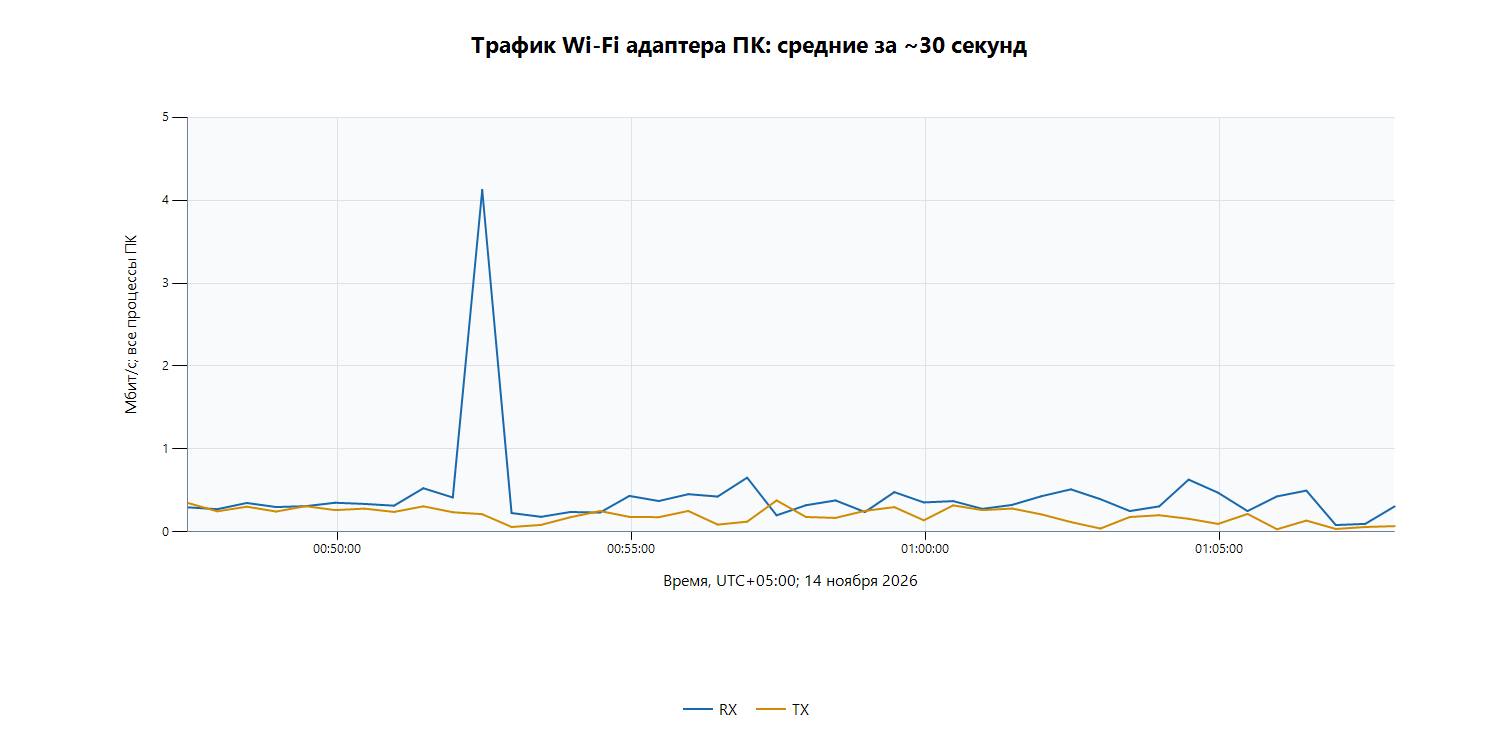 Трафик Wi-Fi адаптера ПК: средние за ~30 секунд
Мбит/с; все процессы ПК
5
4
3
2
1
0
00:50:00
00:55:00
01:00:00
01:05:00
Время, UTC+05:00; 14 ноября 2026
RX
TX